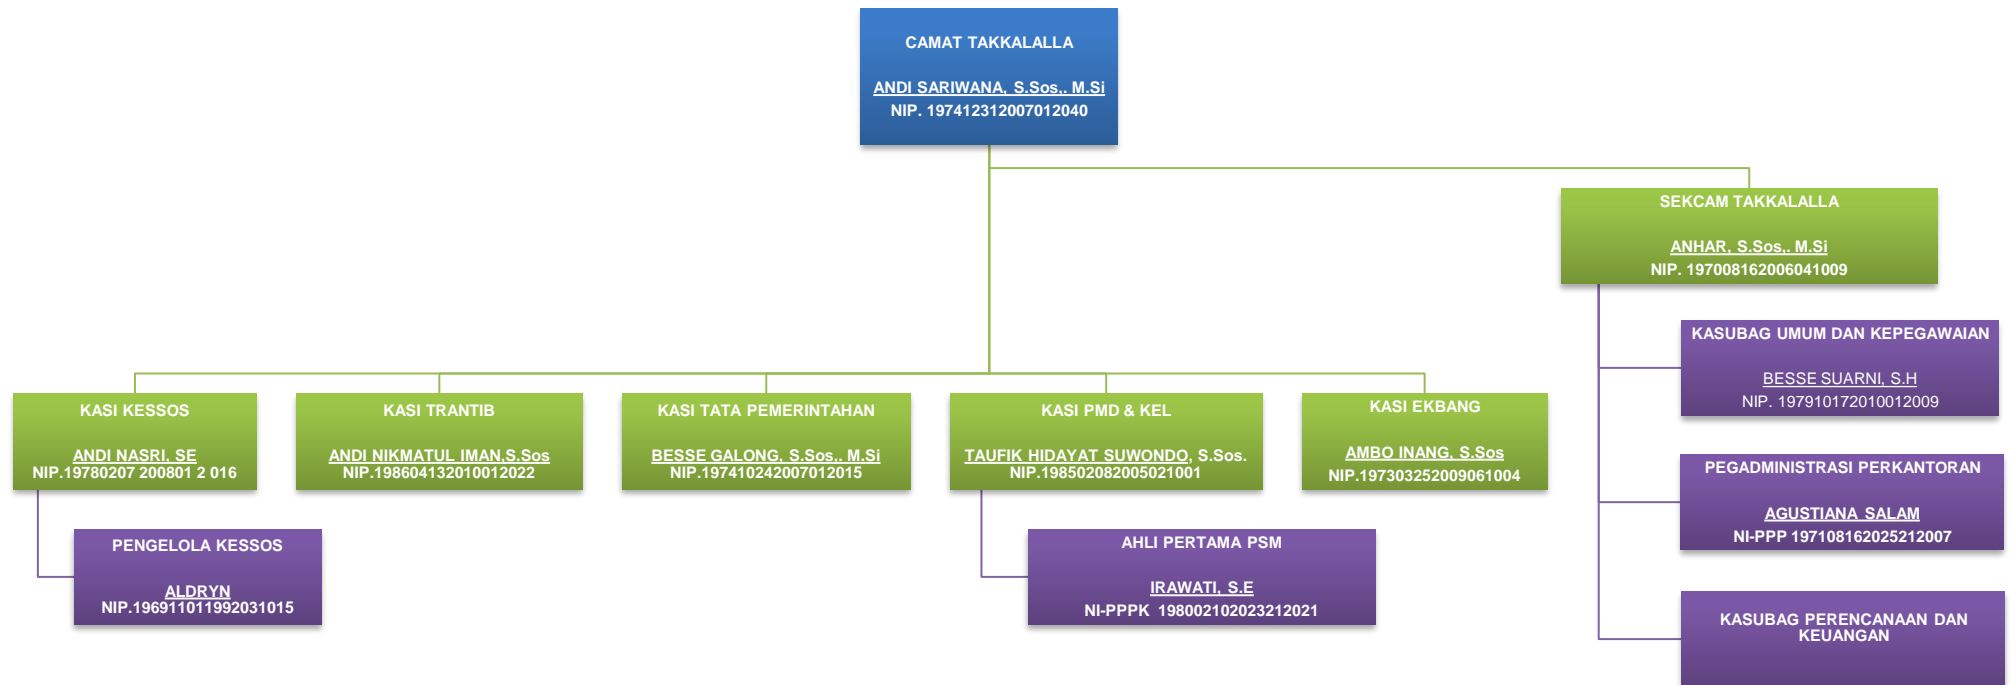 CAMAT TAKKALALLA
ANDI SARIWANA, S.Sos,. M.Si
NIP. 197412312007012040
SEKCAM TAKKALALLA
ANHAR, S.Sos,. M.Si
NIP. 197008162006041009
KASUBAG UMUM DAN KEPEGAWAIAN
BESSE SUARNI, S.H
NIP. 197910172010012009
PEGADMINISTRASI PERKANTORAN
AGUSTIANA SALAM
NI-PPP 197108162025212007
KASUBAG PERENCANAAN DAN
KEUANGAN
KASI KESSOS
ANDI NASRI, SE
NIP.19780207 200801 2 016
PENGELOLA KESSOS
ALDRYN
NIP.196911011992031015
KASI TRANTIB
ANDI NIKMATUL IMAN,S.Sos
NIP.198604132010012022
KASI TATA PEMERINTAHAN
BESSE GALONG, S.Sos,. M.Si
NIP.197410242007012015
KASI PMD & KEL
TAUFIK HIDAYAT SUWONDO, S.Sos.
NIP.198502082005021001
AHLI PERTAMA PSM
IRAWATI, S.E
NI-PPPK 198002102023212021
KASI EKBANG
AMBO INANG, S.Sos
NIP.197303252009061004